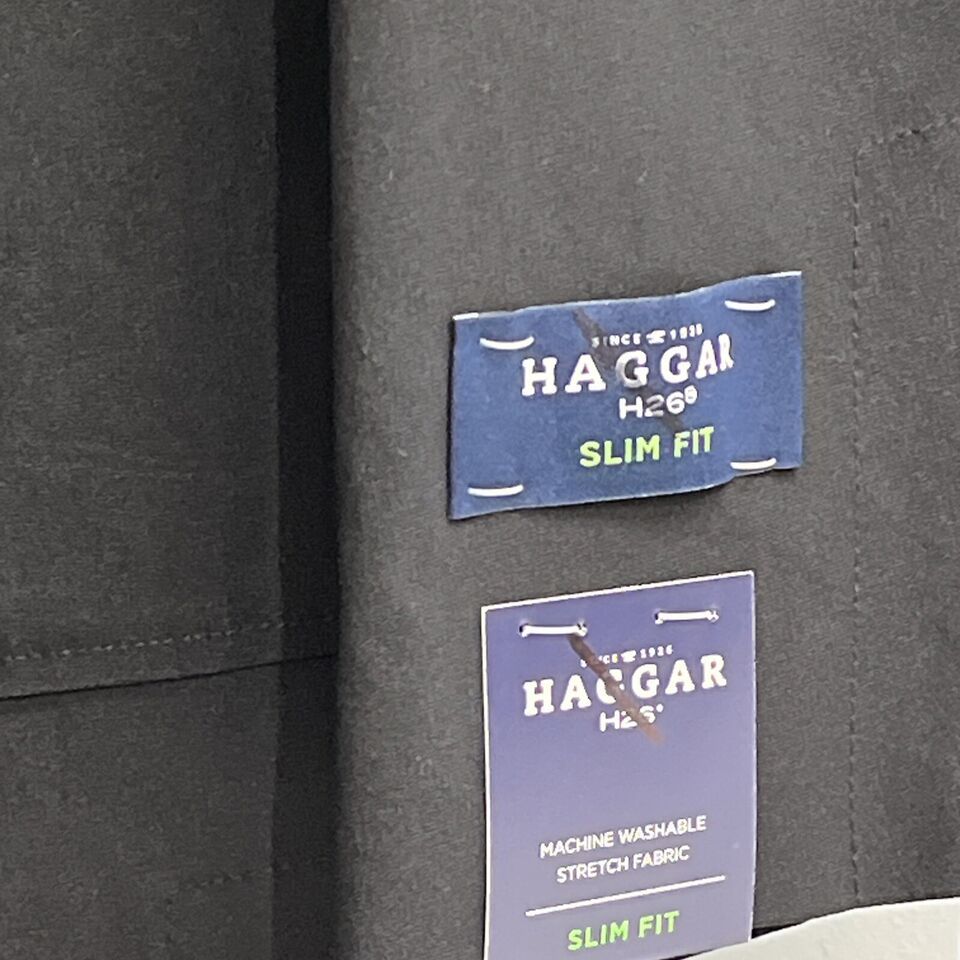 SINCE 1926
HAGGAR
H26®
SLIM FIT
SINCE 1926
HAGGAR
H26
MACHINE WASHABLE
STRETCH FABRIC
SLIM FIT